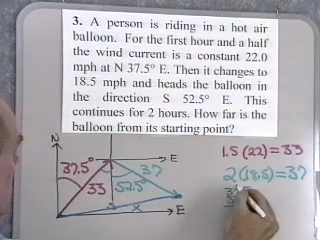 3. A person is riding in a hot air
balloon. For the first hour and a half
the wind current is a constant 22.0
mph at N 37.5° E. Then it changes to
18.5 mph and heads the balloon in
the direction S 52.5° E. This
continues for 2 hours. How far is the
balloon from its starting point?
1.5 (22) = 33
2 (18.5) = 37
N
E
37.5°
37
33
52.5°
S
x
E